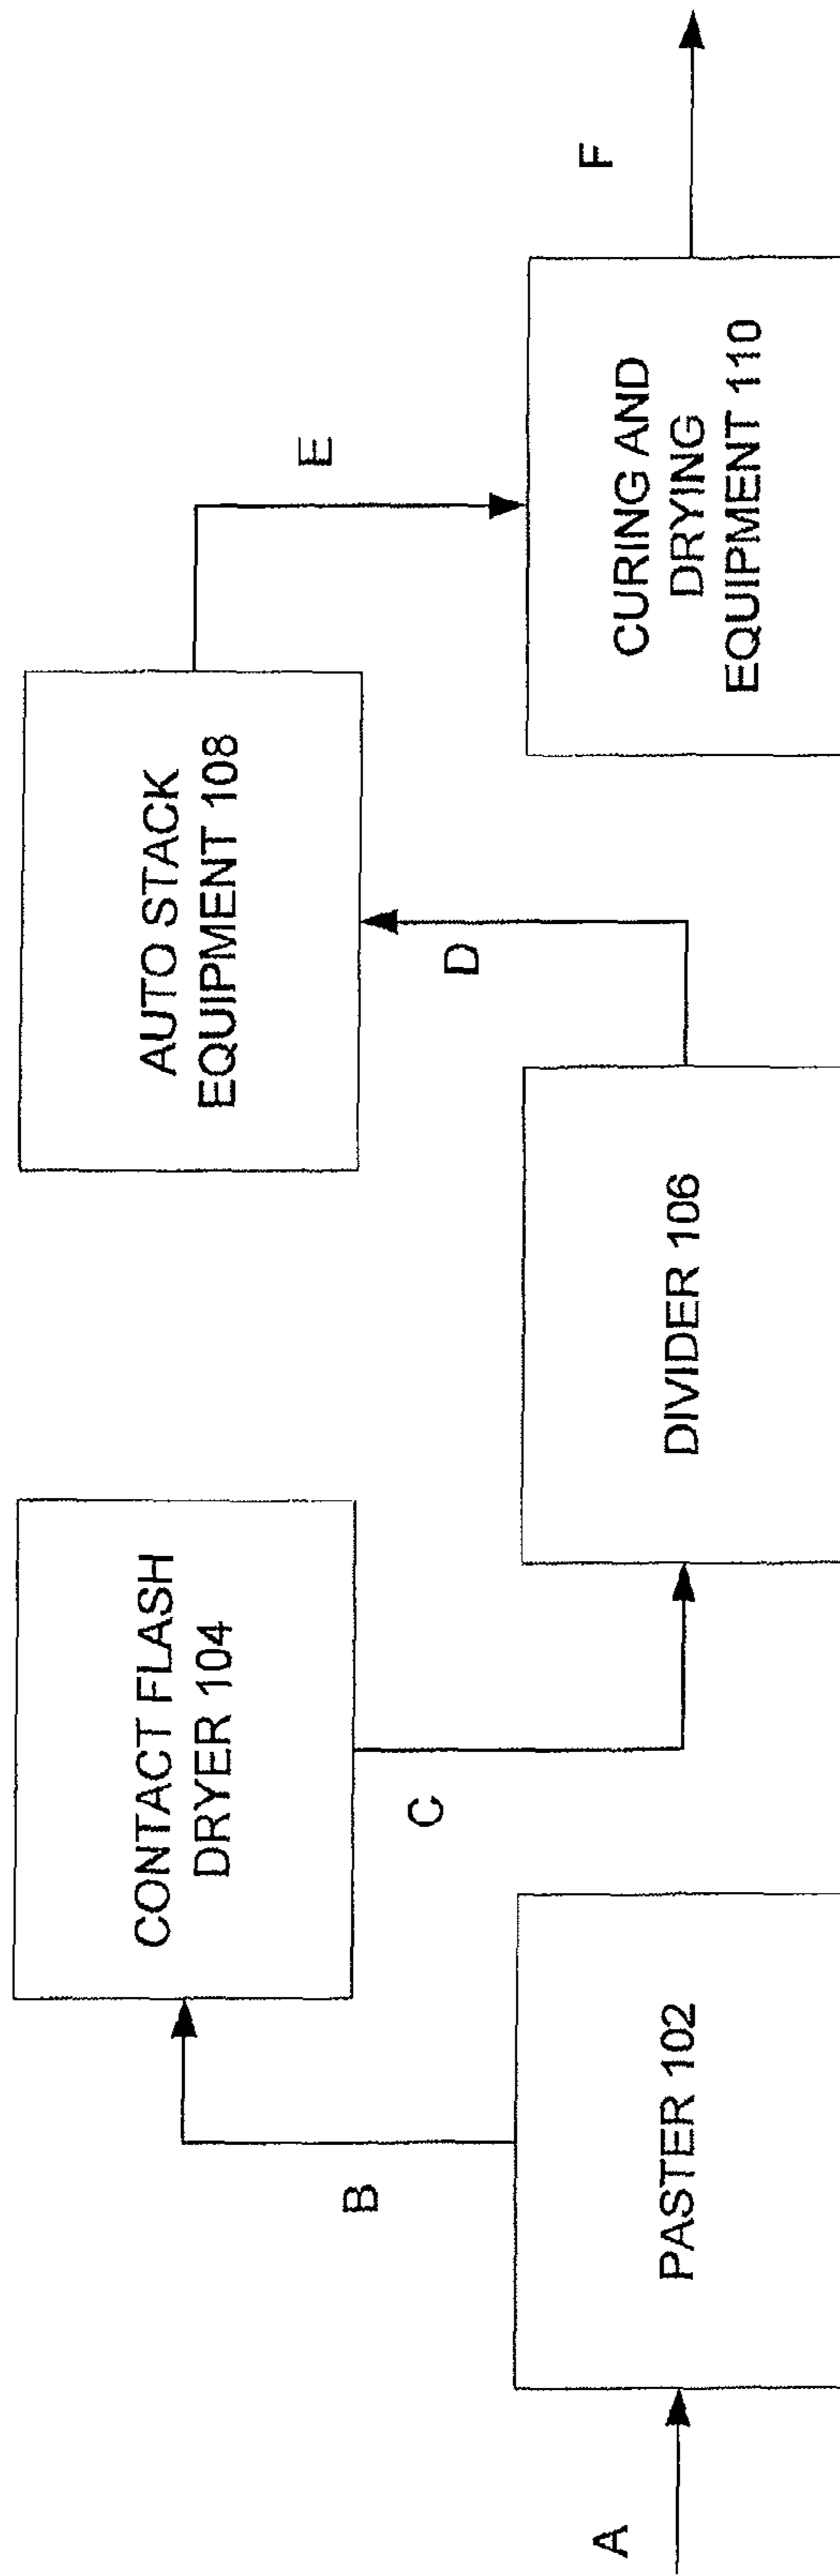 A
PASTER 102
B
CONTACT FLASH
DRYER 104
C
DIVIDER 106
D
AUTO STACK
EQUIPMENT 108
E
CURING AND
DRYING
EQUIPMENT 110
F